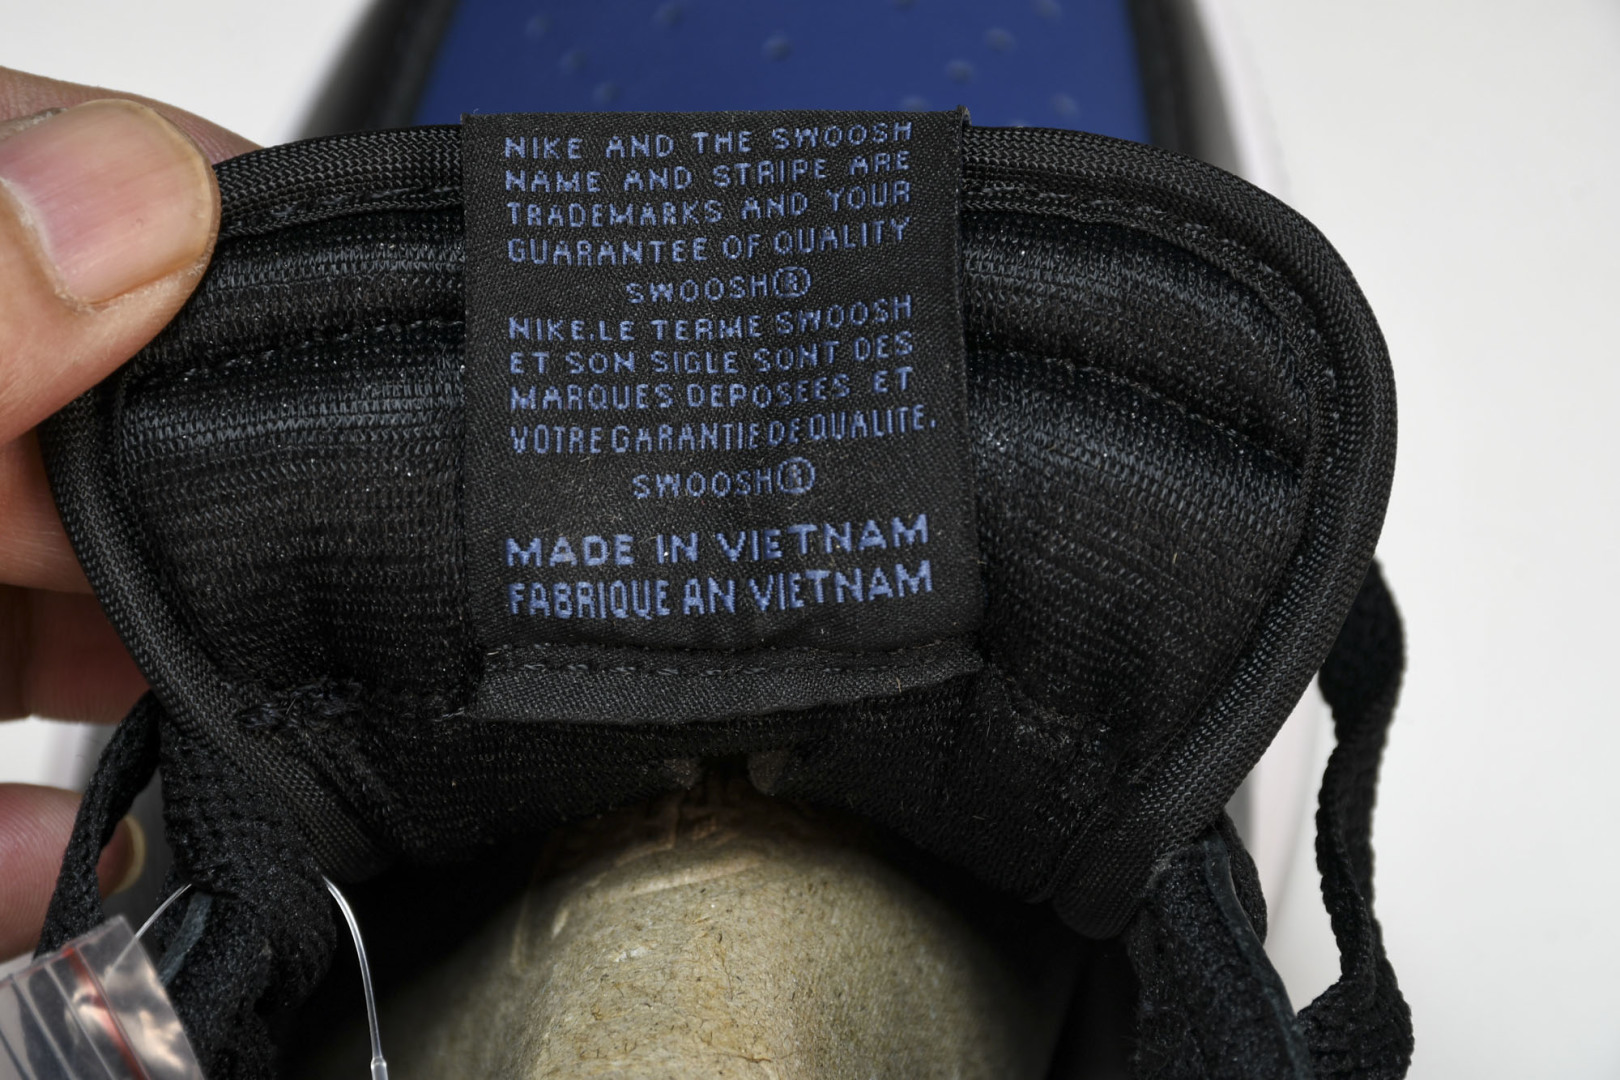 NIKE AND THE SWOOSH
NAME AND STRIPE ARE
TRADEMARKS AND YOUR
GUARANTEE OF QUALITY
SWOOSH®
NIKE.LE TERME SWOOSH
ET SON SIGLE SONT DES
MARQUES DEPOSEES ET
VOTRE GARANTIE DE QUALITE.
SWOOSH®
MADE IN VIETNAM
FABRIQUE AN VIETNAM